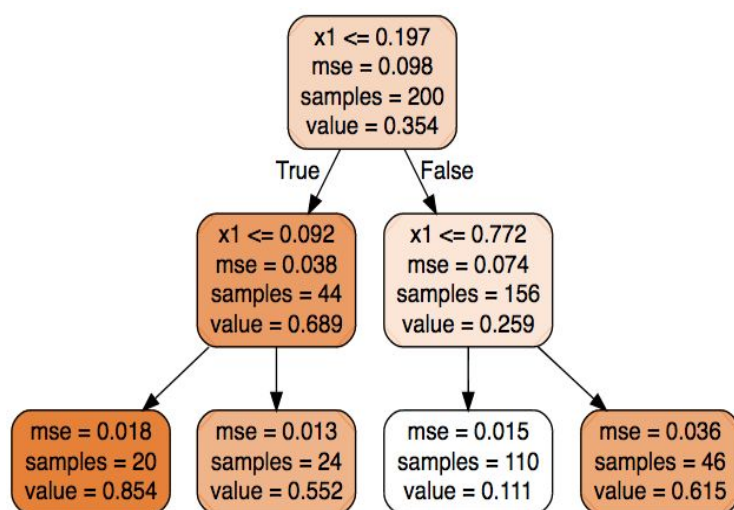 x1 <= 0.197
mse = 0.098
samples = 200
value = 0.354
True
False
x1 <= 0.092
mse = 0.038
samples = 44
value = 0.689
x1 <= 0.772
mse = 0.074
samples = 156
value = 0.259
mse = 0.018
samples = 20
value = 0.854
mse = 0.013
samples = 24
value = 0.552
mse = 0.015
samples = 110
value = 0.111
mse = 0.036
samples = 46
value = 0.615